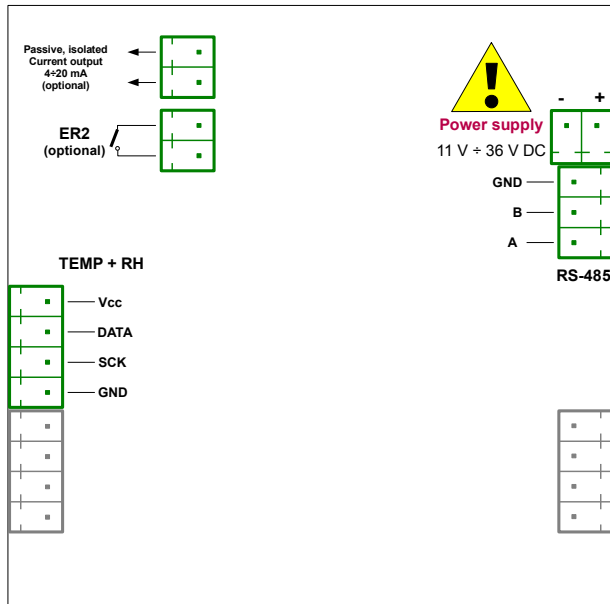 Passive, isolated
Current output
4÷20 mA
(optional)
ER2
(optional)
!
- +
Power supply
11 V ÷ 36 V DC
GND
B
A
RS-485
TEMP + RH
Vcc
DATA
SCK
GND